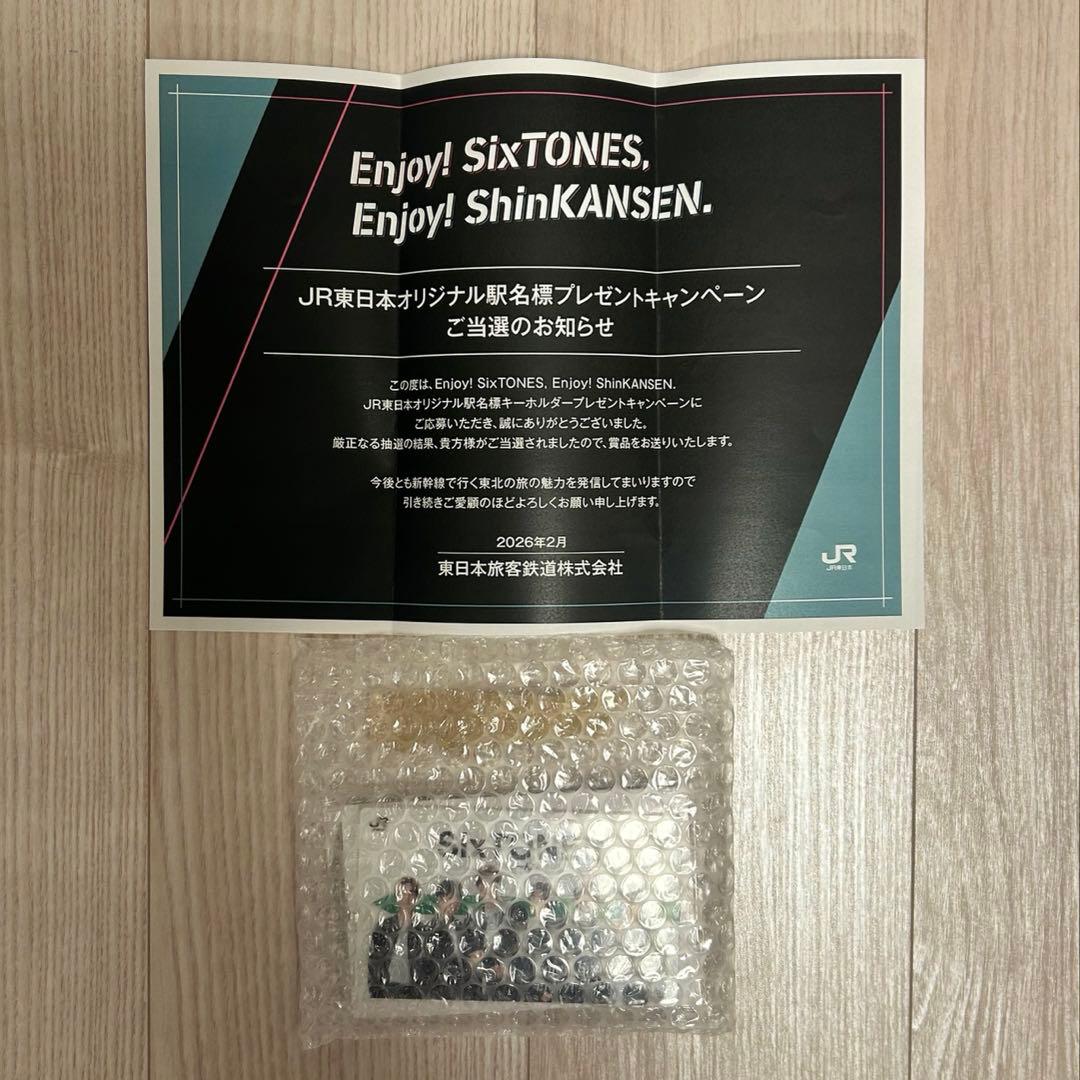 Enjoy! SixTONES,
Enjoy! ShinKANSEN.
JR東日本オリジナル駅名標プレゼントキャンペーン
ご当選のお知らせ
この度は、Enjoy! SixTONES, Enjoy! ShinKANSEN.
JR東日本オリジナル駅名標キーホルダープレゼントキャンペーンに
ご応募いただき、誠にありがとうございました。
厳正なる抽選の結果、貴方様がご当選されましたので、賞品をお送りいたします。
今後とも新幹線で行く東北の旅の魅力を発信してまいりますので
引き続きご愛顧のほどよろしくお願い申し上げます。
2026年2月
東日本旅客鉄道株式会社
JR
JR東日本
JR
SixTON